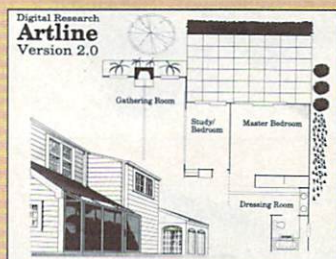 Digital Research
Artline
Version 2.0
Gathering Room
Study/
Bedroom
Master Bedroom
Dressing Room